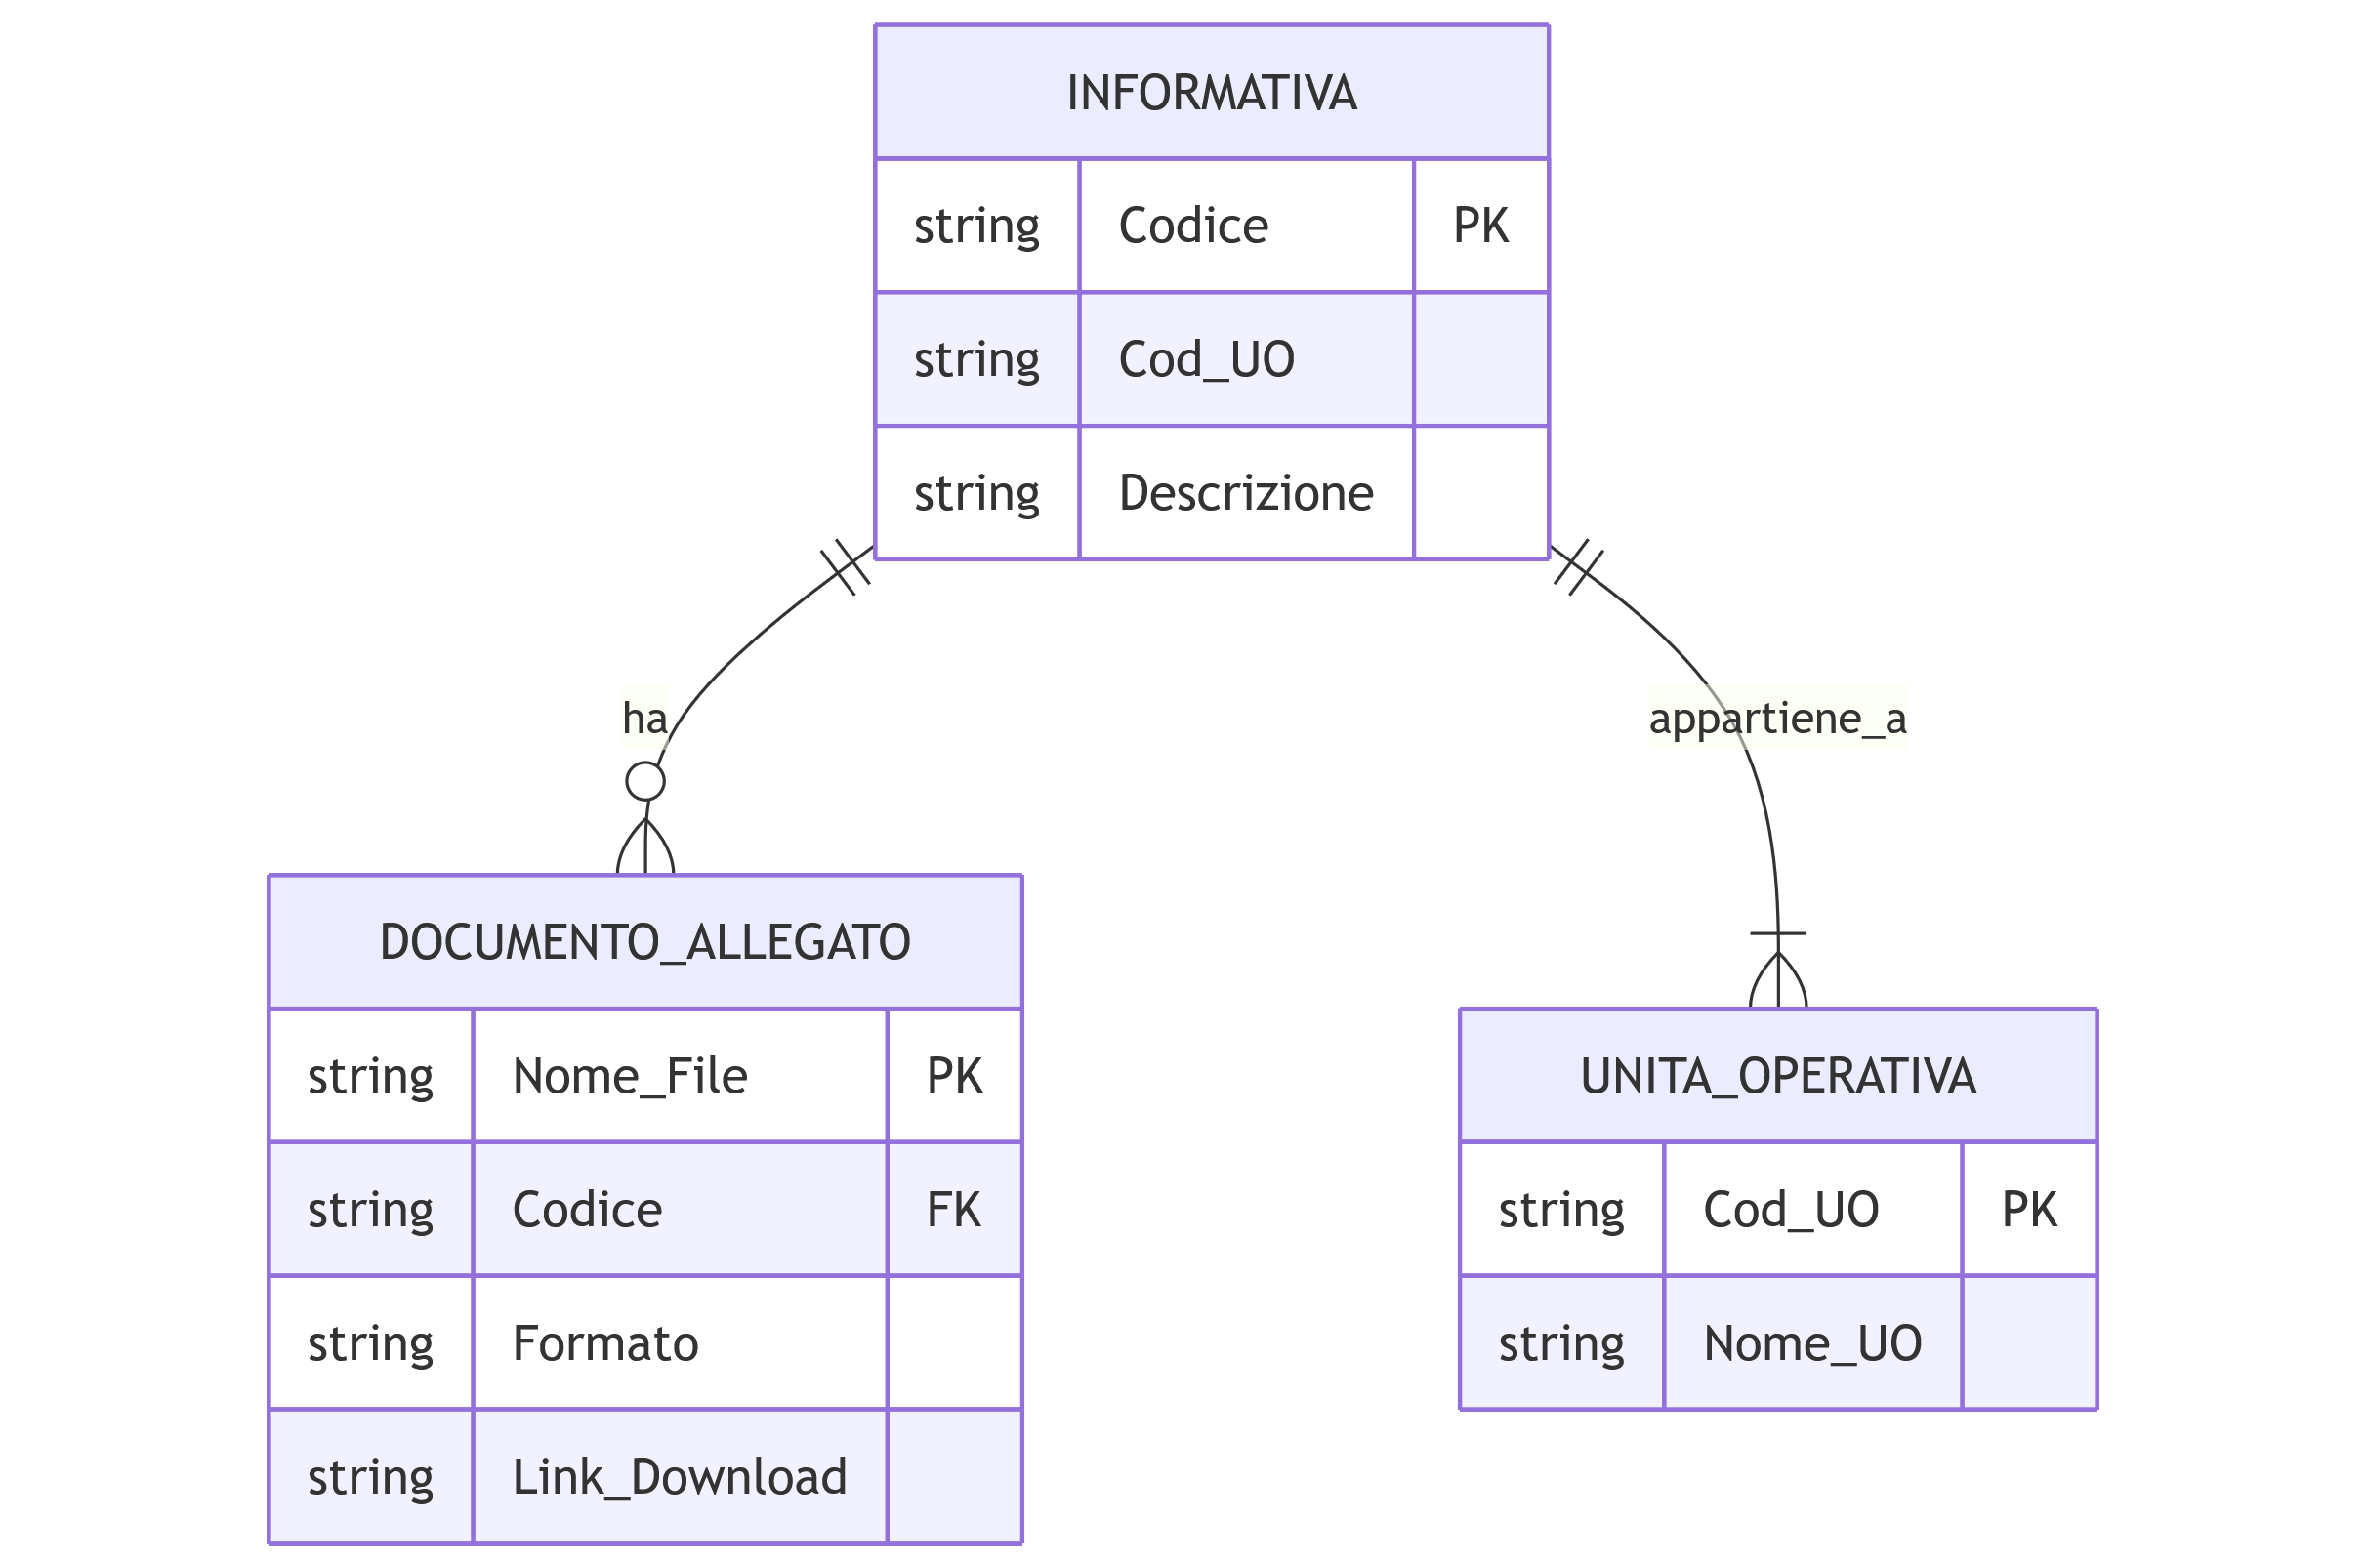 INFORMATIVA
string Codice PK
string Cod_UO
string Descrizione
ha
appartiene_a
DOCUMENTO_ALLEGATO
string Nome_File PK
string Codice FK
string Formato
string Link_Download
UNITA_OPERATIVA
string Cod_UO PK
string Nome_UO